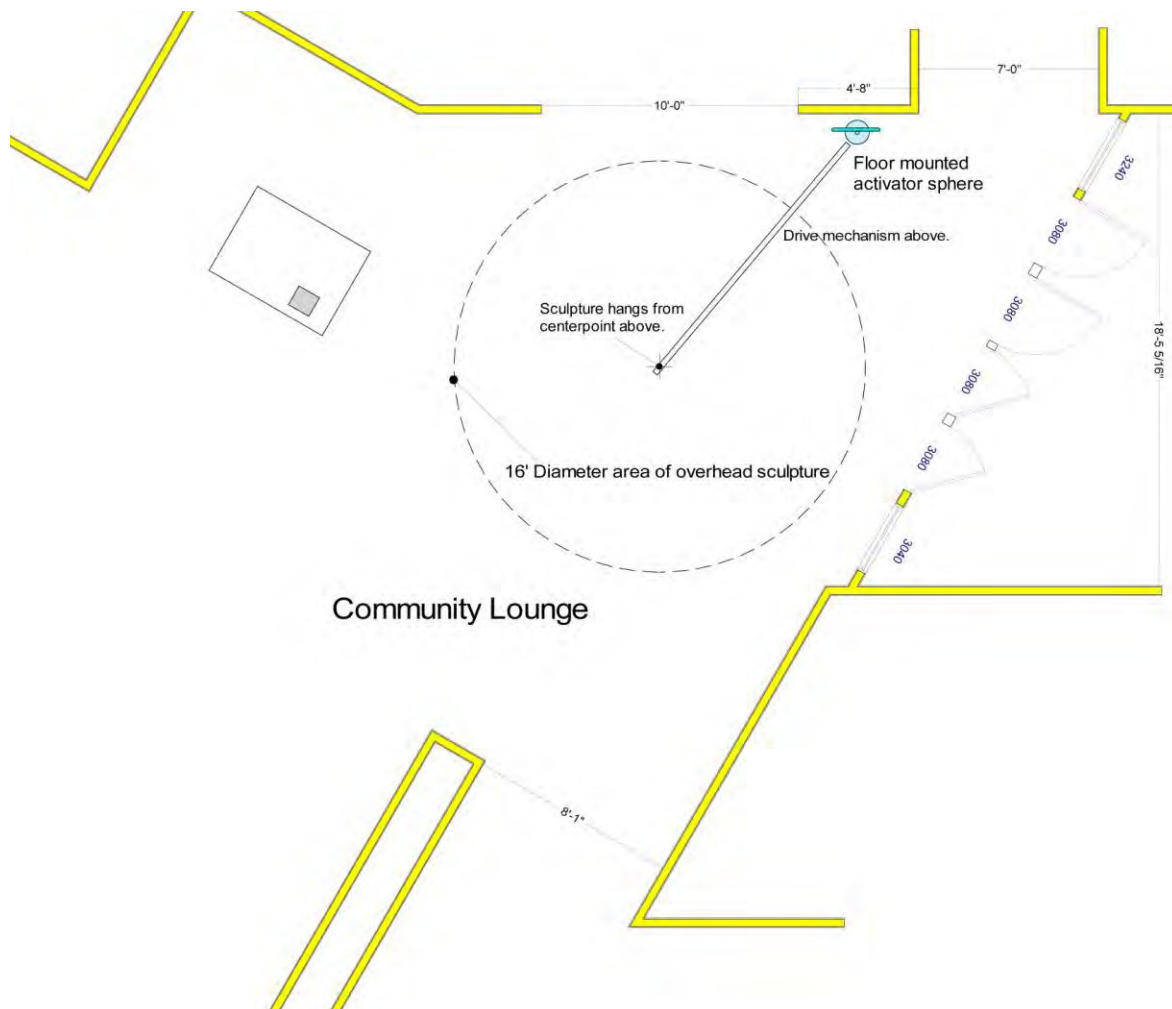 7'-0"
4'-8"
10'-0"
Floor mounted
activator sphere
3240
Drive mechanism above.
3080
Sculpture hangs from
centerpoint above.
3080
18'-5 5/16"
3080
16' Diameter area of overhead sculpture
3080
3040
Community Lounge
8'-1"